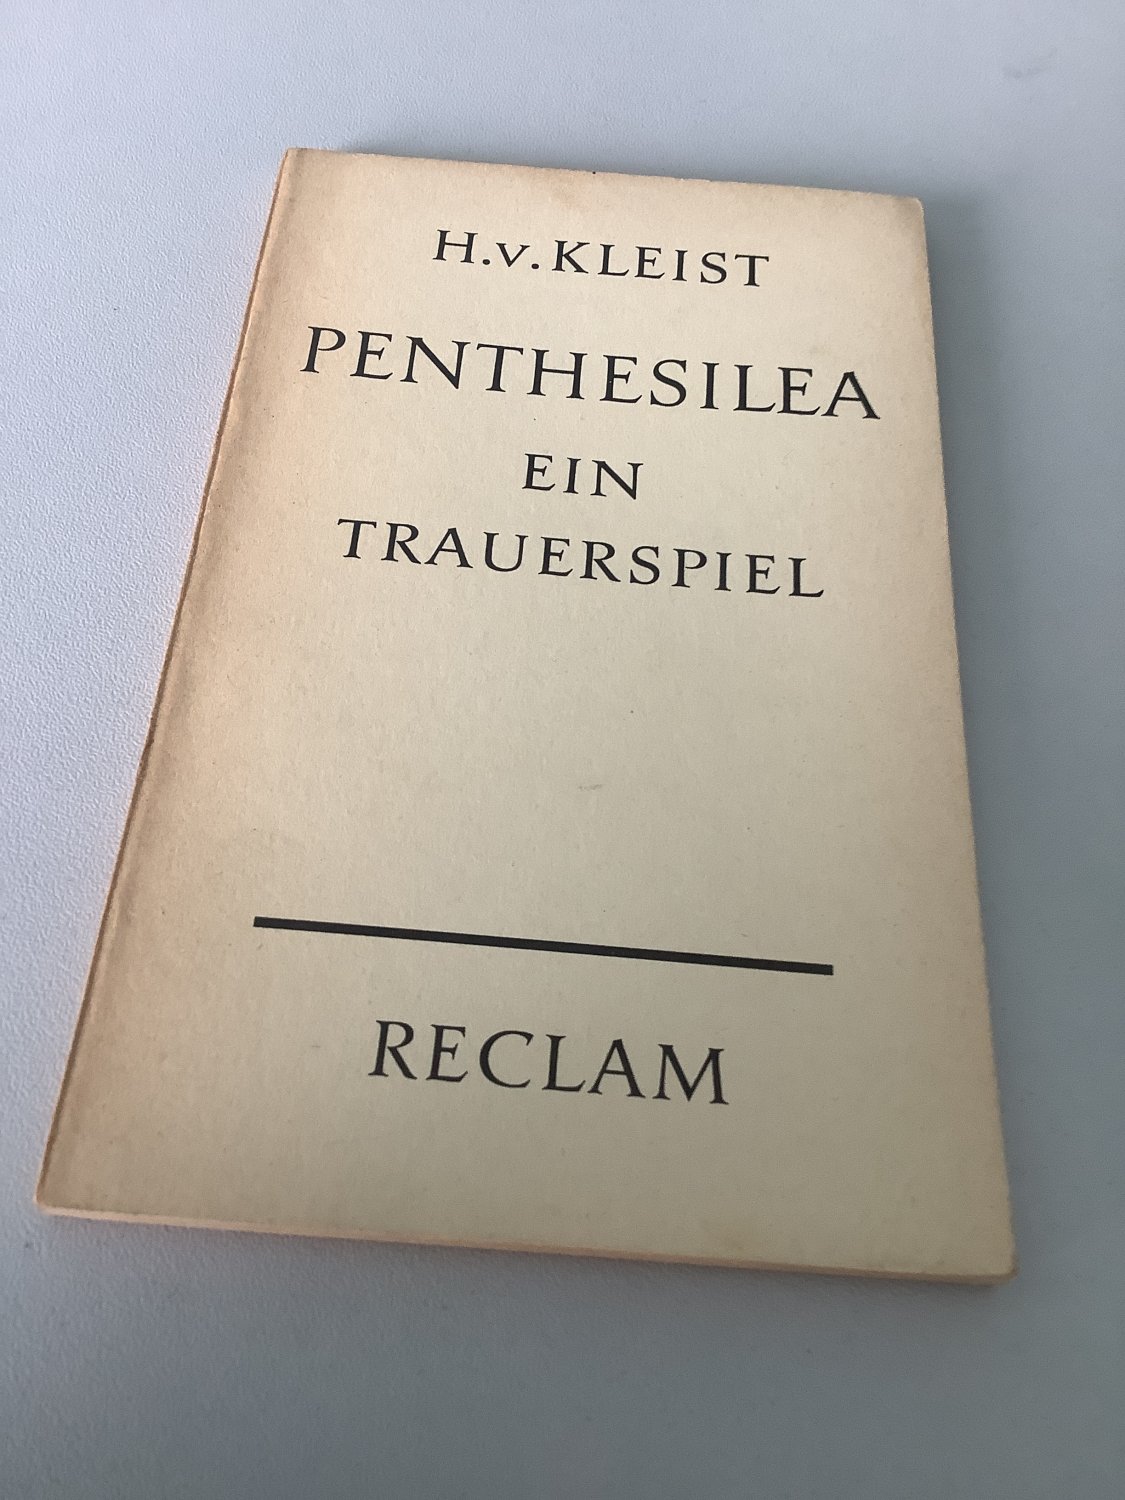 H.v.KLEIST
PENTHESILEA
EIN
TRAUERSPIEL
RECLAM